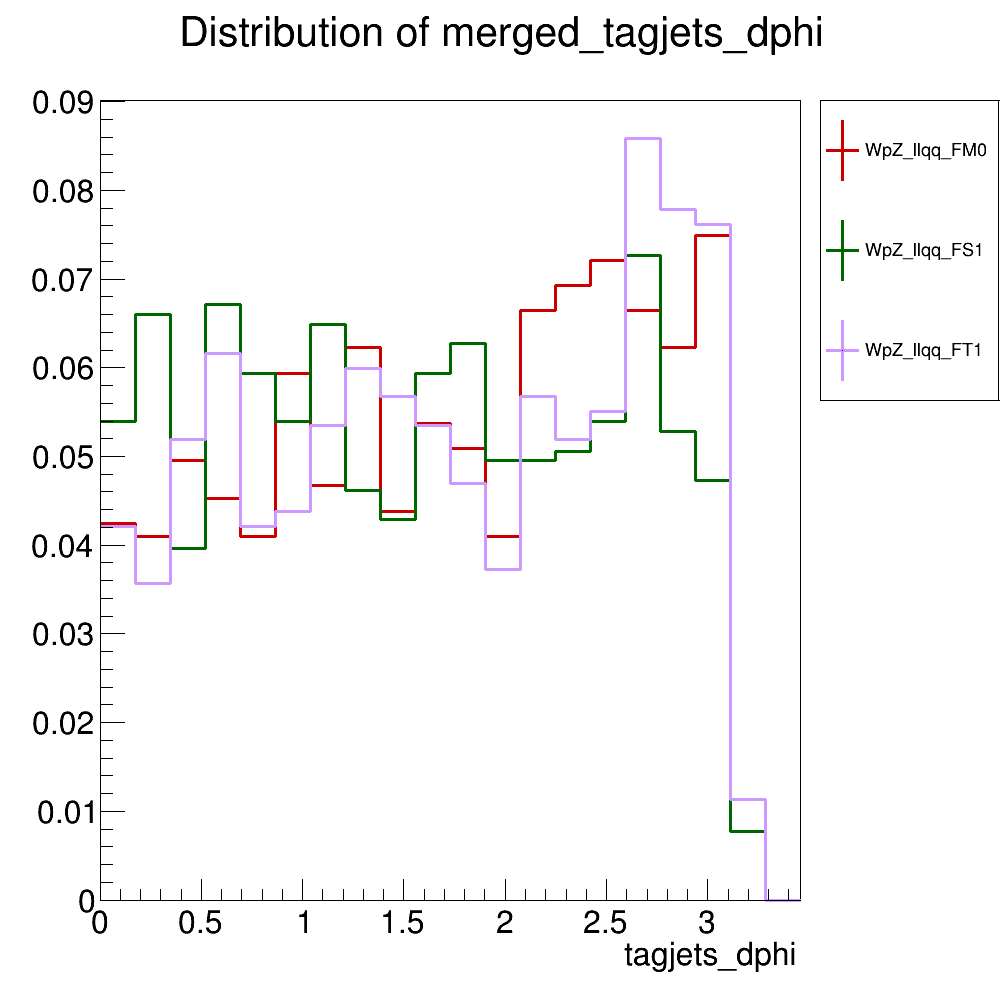 Distribution of merged_tagjets_dphi
0.09
0.08
0.07
0.06
0.05
0.04
0.03
0.02
0.01
0
0 0.5 1 1.5 2 2.5 3
tagjets_dphi
WpZ_llqq_FM0
WpZ_llqq_FS1
WpZ_llqq_FT1